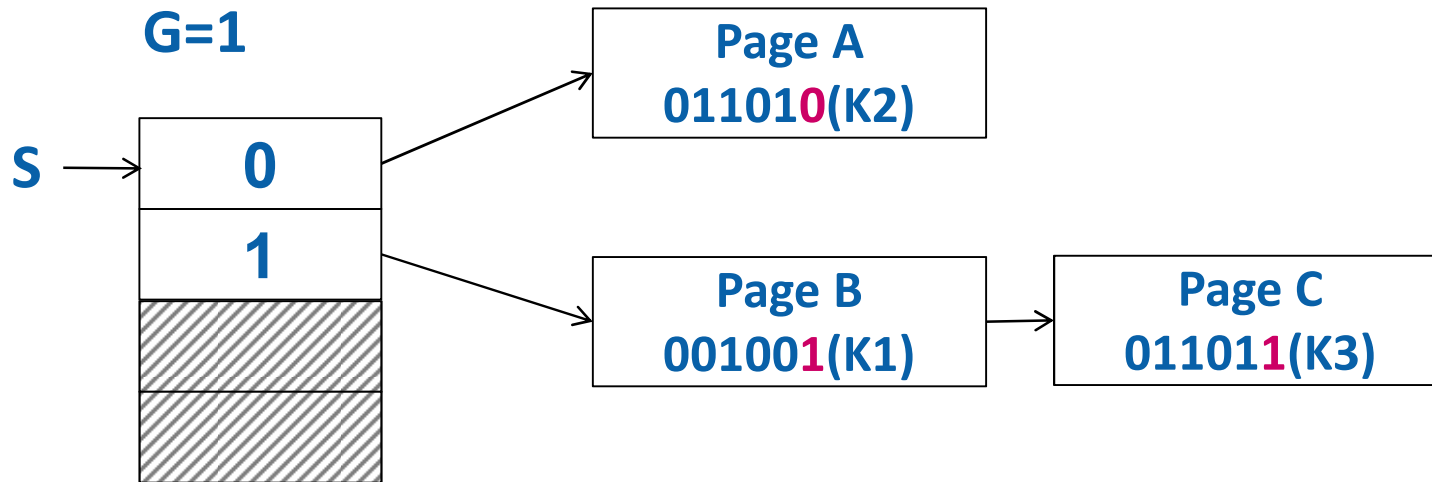 G=1
S
0
1
Page A
011010(K2)
Page B
001001(K1)
Page C
011011(K3)